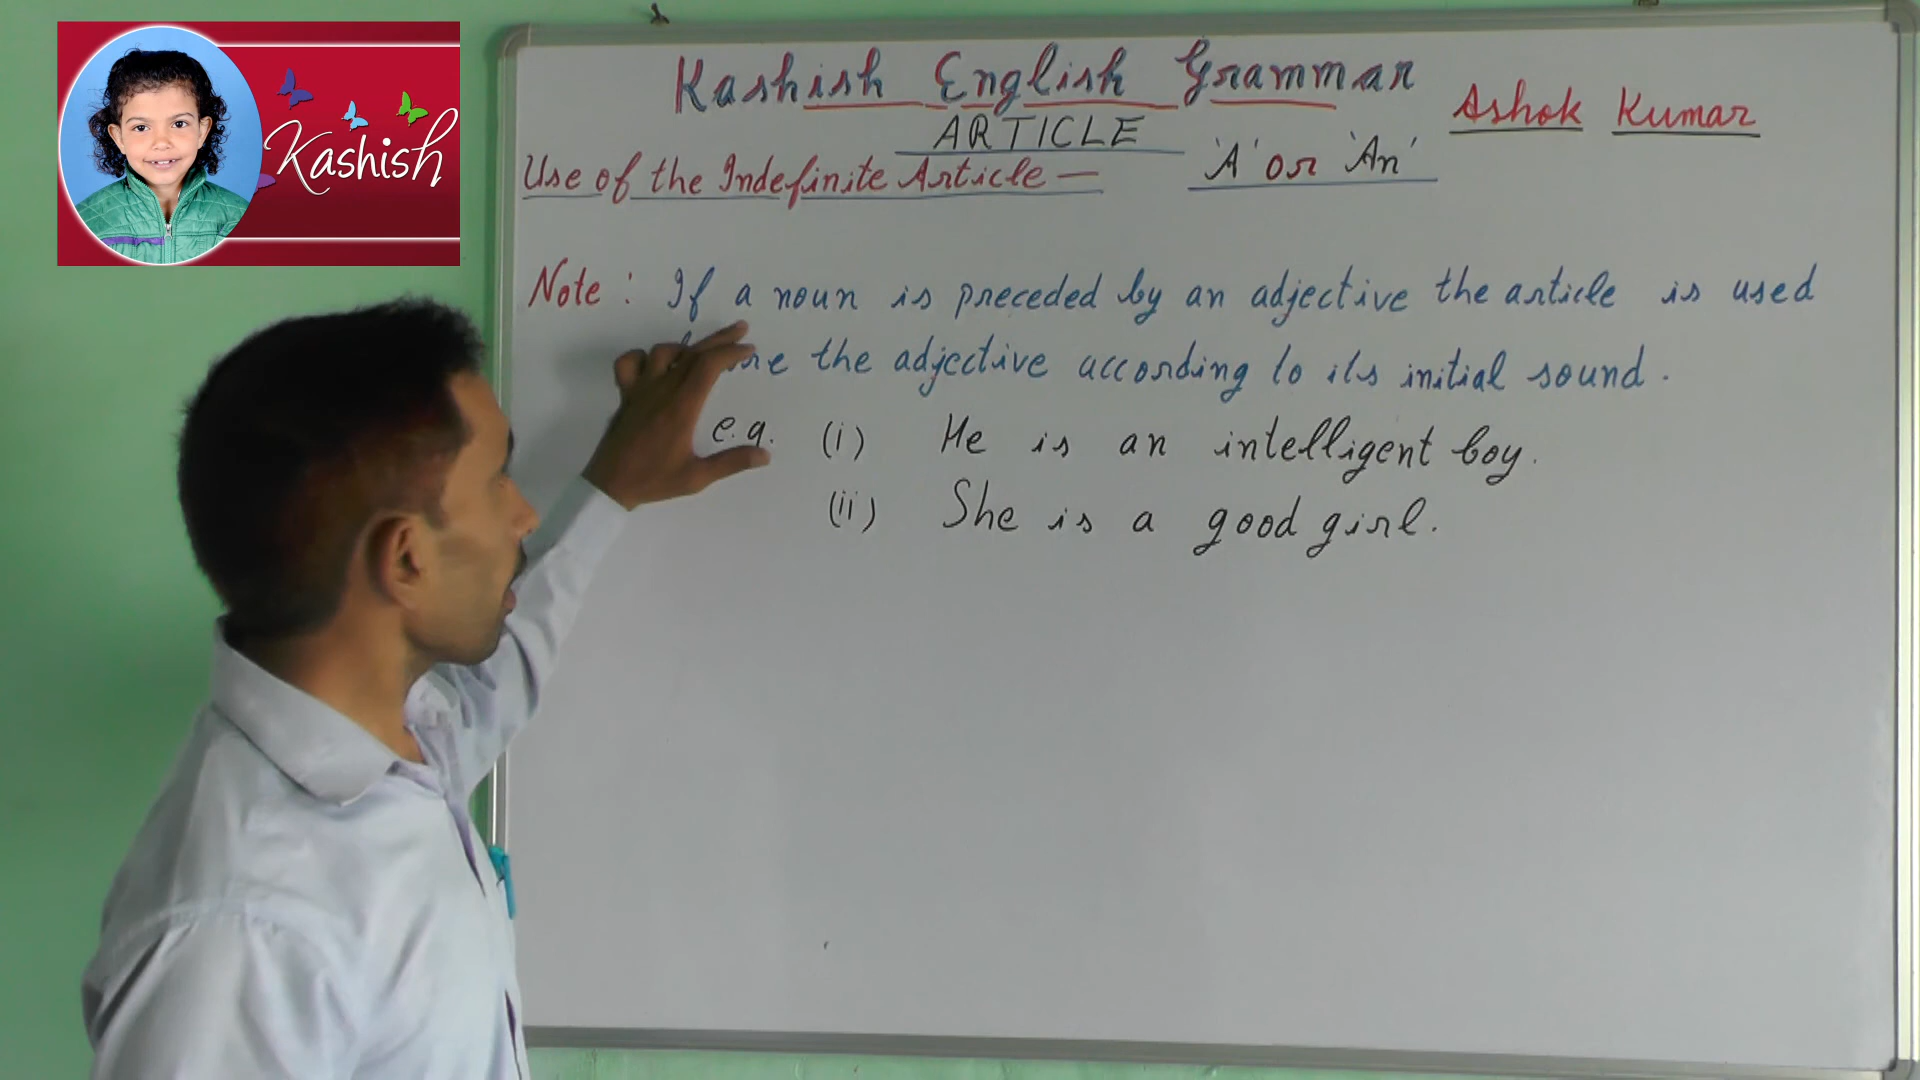 Kashish
Kashish English Grammar
Ashok Kumar
ARTICLE
Use of the Indefinite Article — 'A' or 'An'
Note : If a noun is preceded by an adjective the article is used
the adjective according to its initial sound.
e.g. (i) He is an intelligent boy.
(ii) She is a good girl.